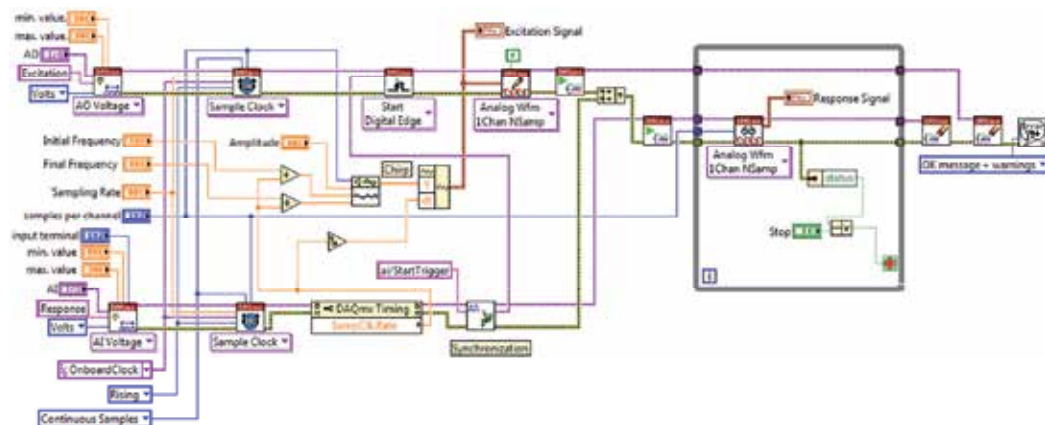 min. value.
max. value.
AO
Excitation
Volts
AO Voltage
Sample Clock
Start
Digital Edge
Excitation Signal
Analog Wfm
1Chan NSamp
Initial Frequency
Final Frequency
Sampling Rate
samples per channel
Amplitude
Chirp
input terminal
min. value
max. value
AI
Response
Volts
AI Voltage
Sample Clock
DAQmx Timing
SampClk.Rate
ai/StartTrigger
Synchronization
OnboardClock
Rising
Continuous Samples
Response Signal
Analog Wfm
1Chan NSamp
status
Stop
i
OK message + warnings